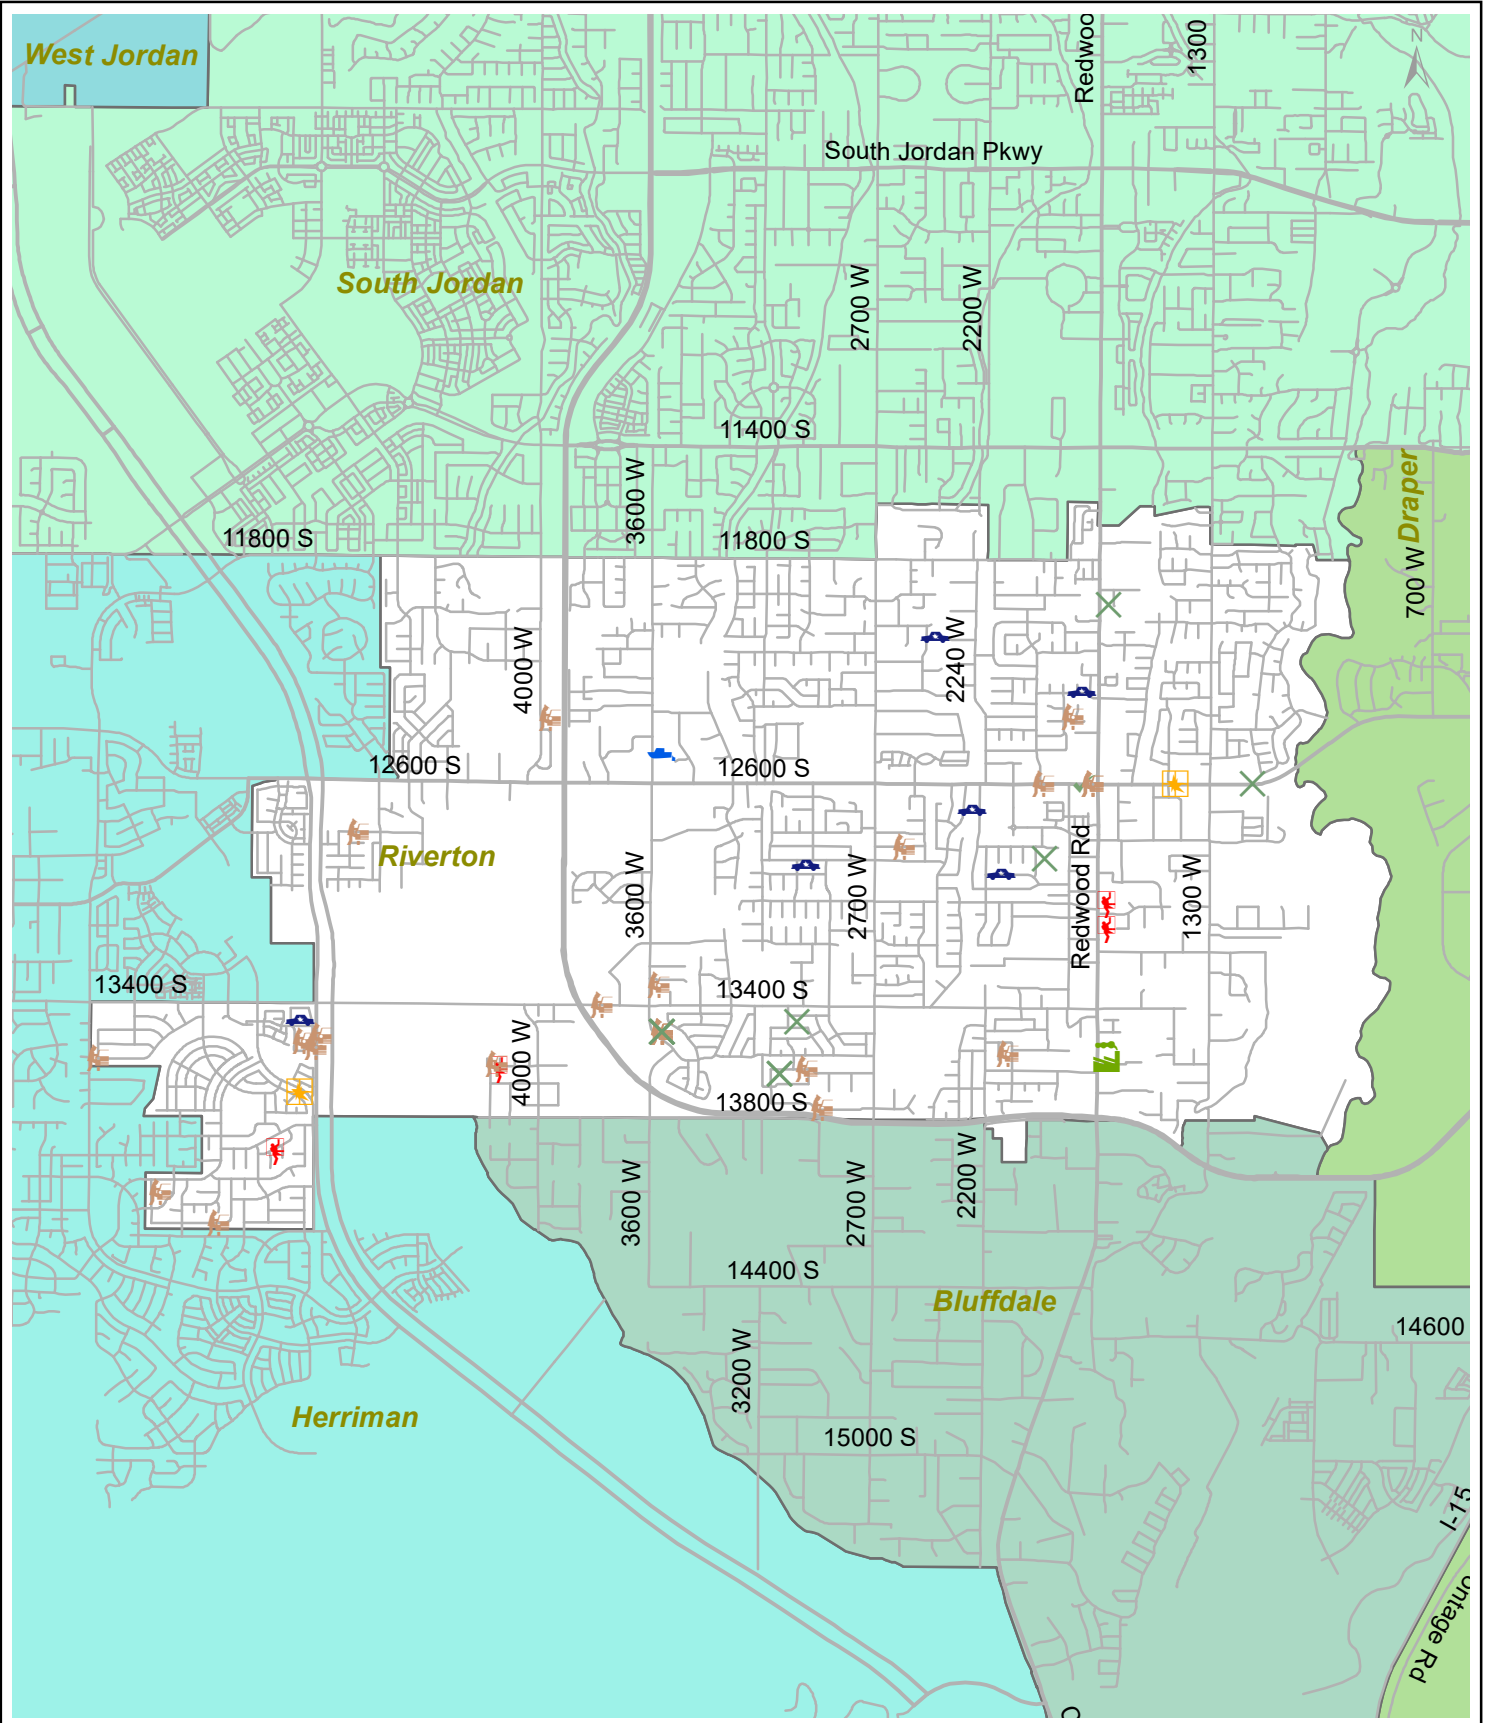 Redwoo
1300
N
West Jordan
South Jordan Pkwy
South Jordan
2700 W
2200 W
11400 S
3600 W
Draper
11800 S
11800 S
700 W
4000 W
2240 W
12600 S
12600 S
Riverton
3600 W
2700 W
Redwood Rd
1300 W
13400 S
13400 S
4000 W
13800 S
3600 W
2700 W
2200 W
14400 S
Bluffdale
14600
3200 W
Herriman
15000 S
I-15
ontage Rd